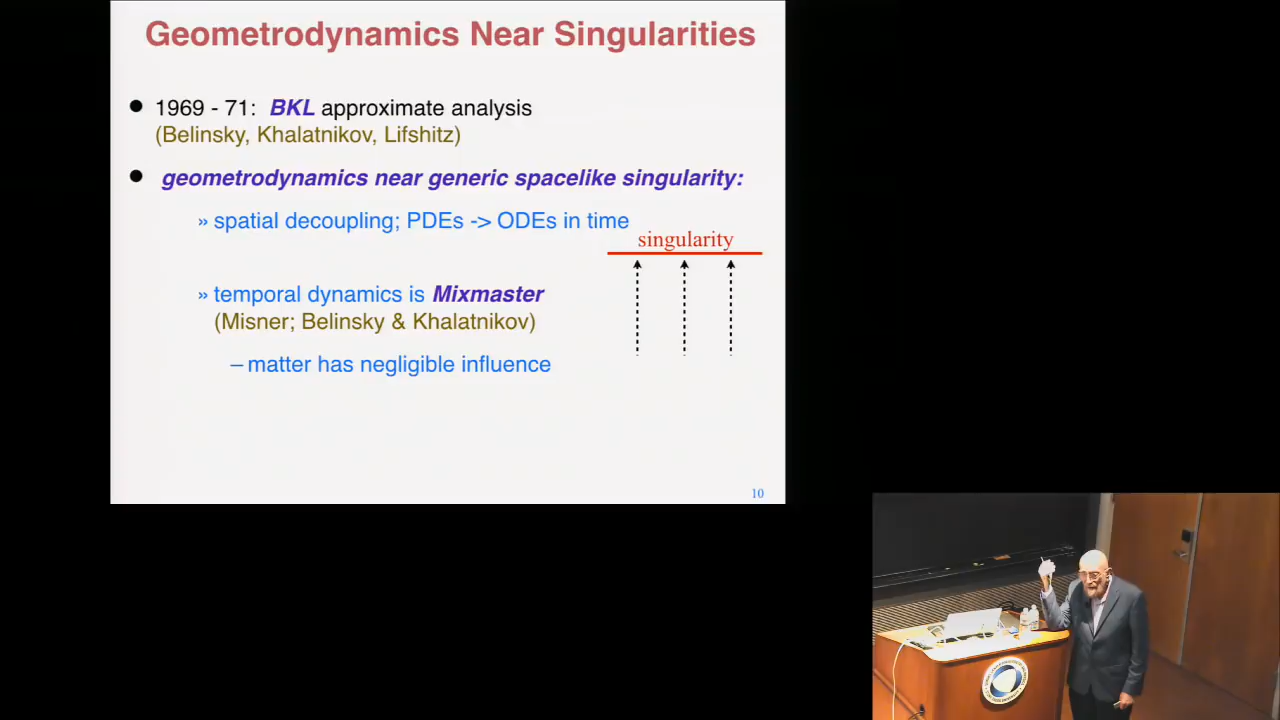 Geometrodynamics Near Singularities
● 1969 - 71: BKL approximate analysis
(Belinsky, Khalatnikov, Lifshitz)
● geometrodynamics near generic spacelike singularity:
» spatial decoupling; PDEs -> ODEs in time
singularity
» temporal dynamics is Mixmaster
(Misner; Belinsky & Khalatnikov)
– matter has negligible influence
10